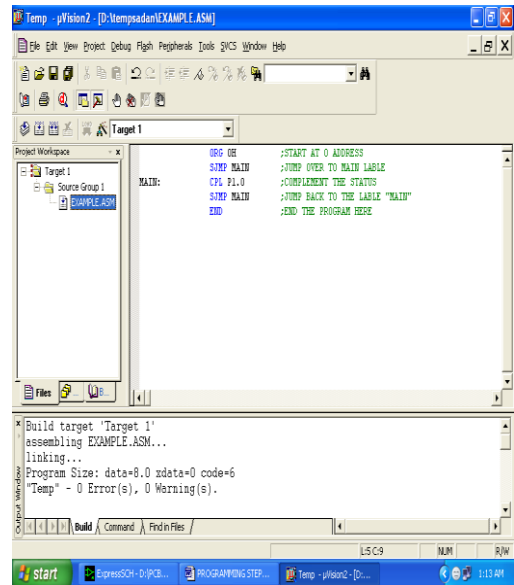 Temp - µVision2 - [D:\tempsadan\EXAMPLE.ASM]
File Edit View Project Debug Flash Peripherals Tools SVCS Window Help
Target 1
Project Workspace
Target 1
Source Group 1
EXAMPLE.ASM
ORG 0H ;START AT 0 ADDRESS
SJMP MAIN ;JUMP OVER TO MAIN LABLE
MAIN: CPL P1.0 ;COMPLEMENT THE STATUS
SJMP MAIN ;JUMP BACK TO THE LABLE "MAIN"
END ;END THE PROGRAM HERE
Files B...
Build target 'Target 1'
assembling EXAMPLE.ASM...
linking...
Program Size: data=8.0 xdata=0 code=6
"Temp" - 0 Error(s), 0 Warning(s).
Output Window
Build Command Find in Files
L:5 C:9 NUM R/W
start ExpressSCH - D:\PCB... PROGRAMMING STEP... Temp - µVision2 - [D:... 1:13 AM